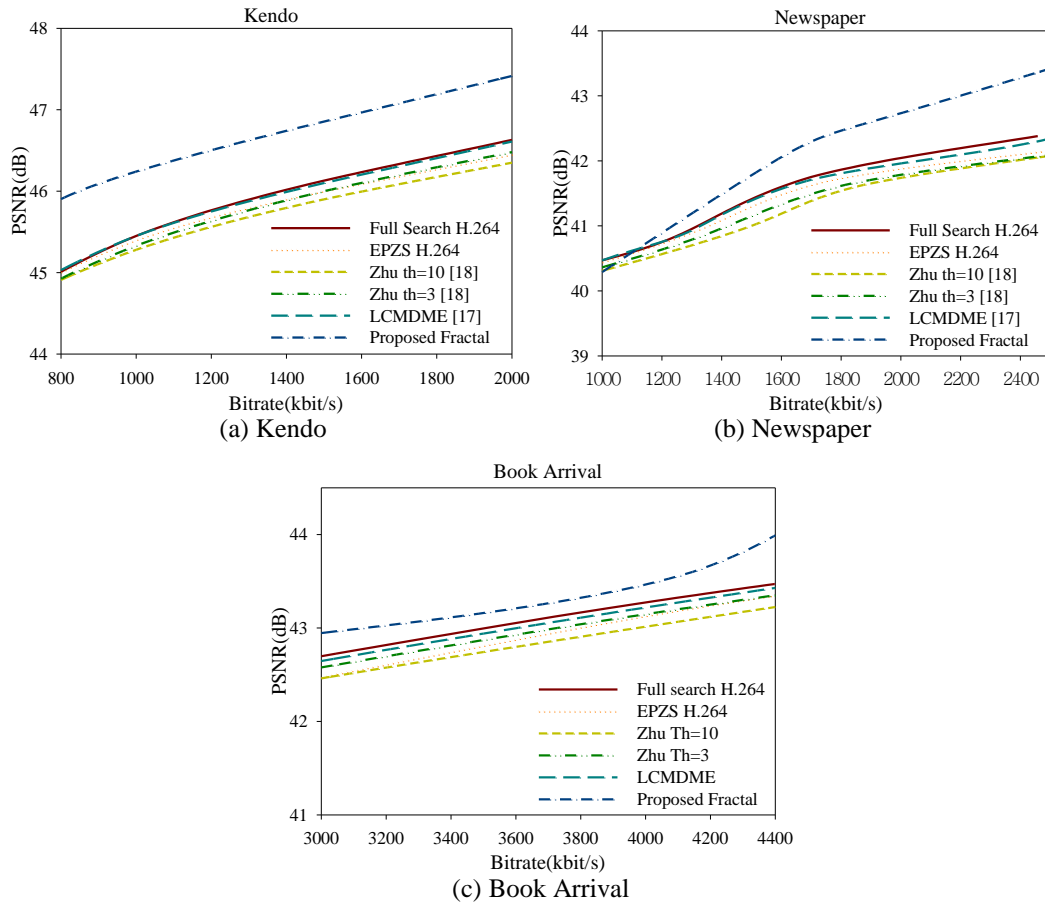 Kendo
48
47
46
45
44
PSNR(dB)
Full Search H.264
EPZS H.264
Zhu th=10 [18]
Zhu th=3 [18]
LCMDME [17]
Proposed Fractal
800 1000 1200 1400 1600 1800 2000
Bitrate(kbit/s)
(a) Kendo
Newspaper
44
43
42
41
40
39
PSNR(dB)
Full Search H.264
EPZS H.264
Zhu th=10 [18]
Zhu th=3 [18]
LCMDME [17]
Proposed Fractal
1000 1200 1400 1600 1800 2000 2200 2400
Bitrate(kbit/s)
(b) Newspaper
Book Arrival
44
43
42
41
PSNR(dB)
Full search H.264
EPZS H.264
Zhu Th=10
Zhu Th=3
LCMDME
Proposed Fractal
3000 3200 3400 3600 3800 4000 4200 4400
Bitrate(kbit/s)
(c) Book Arrival